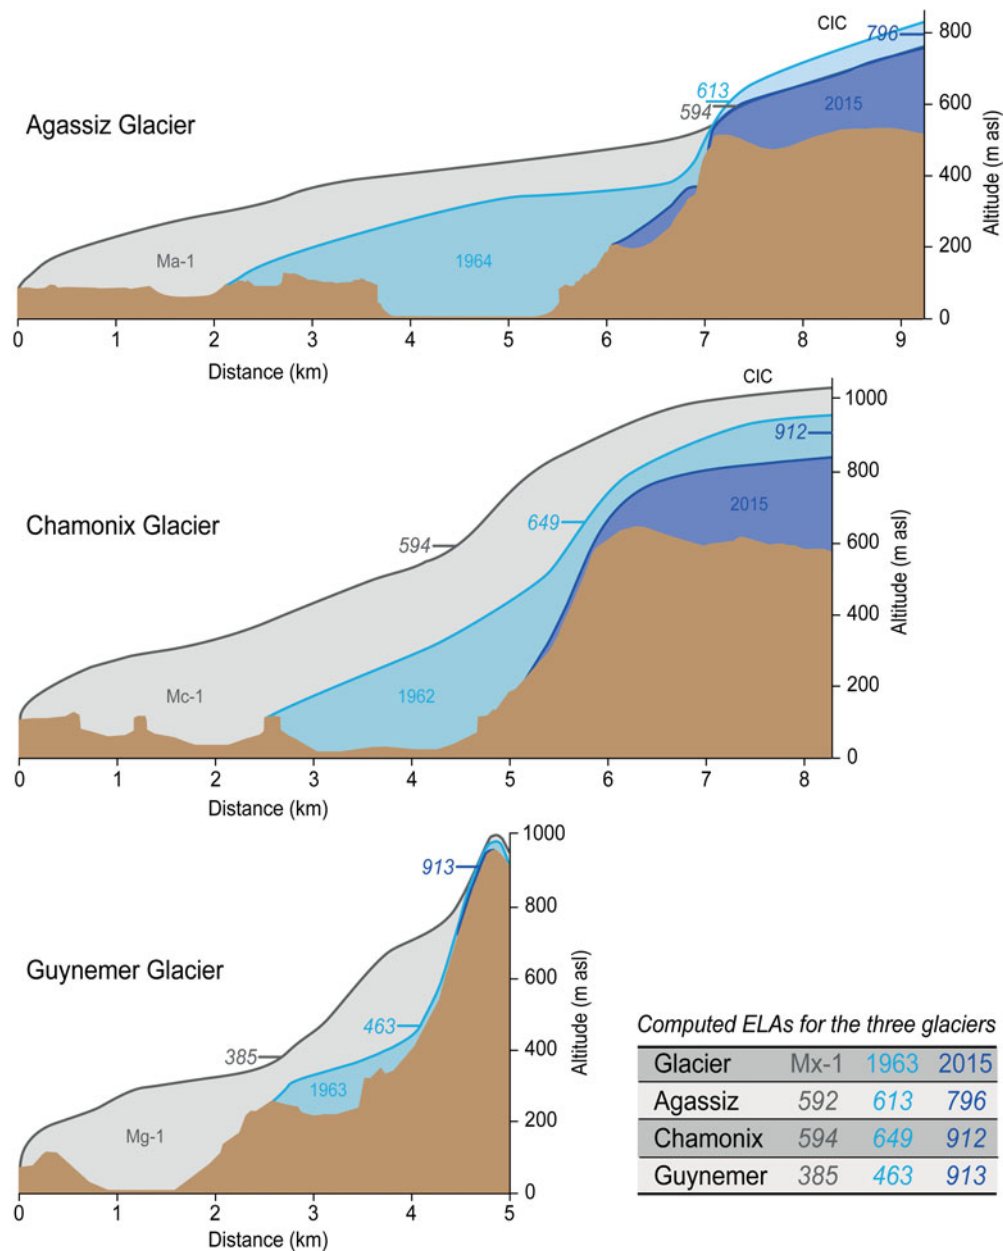 CIC
796
800
613
594
2015
600
Agassiz Glacier
Altitude (m asl)
400
Ma-1
1964
200
0
0 1 2 3 4 5 6 7 8 9
Distance (km)
CIC
1000
912
800
649
2015
Chamonix Glacier
594
600
Altitude (m asl)
400
Mc-1
1962
200
0
0 1 2 3 4 5 6 7 8
Distance (km)
1000
913
800
Guynemer Glacier
600
Altitude (m asl)
463
385
400
1963
200
Mg-1
0
0 1 2 3 4 5
Distance (km)
Computed ELAs for the three glaciers
Glacier Mx-1 1963 2015
Agassiz 592 613 796
Chamonix 594 649 912
Guynemer 385 463 913